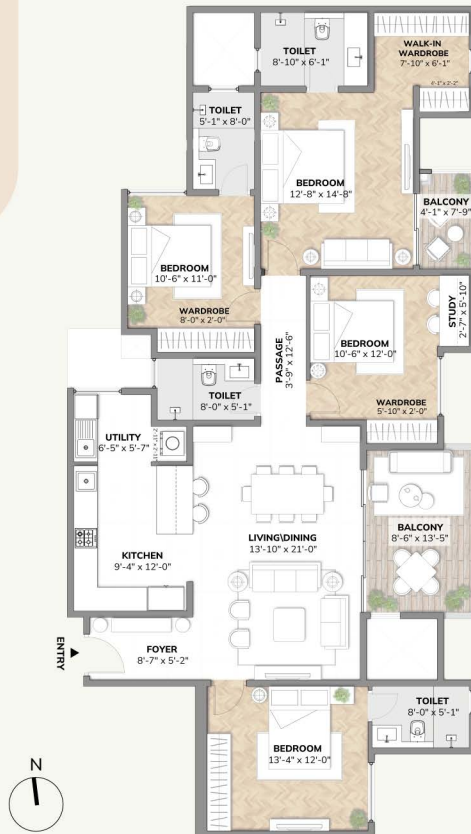 TOILET
8'-10" x 6'-1"
WALK-IN
WARDROBE
7'-10" x 6'-1"
4'-1" x 2'-2"
TOILET
5'-1" x 8'-0"
BEDROOM
12'-8" x 14'-8"
BALCONY
4'-1" x 7'-9"
BEDROOM
10'-6" x 11'-0"
WARDROBE
8'-0" x 2'-0"
PASSAGE
3'-9" x 12'-6"
BEDROOM
10'-6" x 12'-0"
STUDY
2'-7" x 5'-10"
WARDROBE
5'-10" x 2'-0"
TOILET
8'-0" x 5'-1"
UTILITY
6'-5" x 5'-7"
LIVING\DINING
13'-10" x 21'-0"
BALCONY
8'-6" x 13'-5"
KITCHEN
9'-4" x 12'-0"
ENTRY
FOYER
8'-7" x 5'-2"
TOILET
8'-0" x 5'-1"
BEDROOM
13'-4" x 12'-0"
N